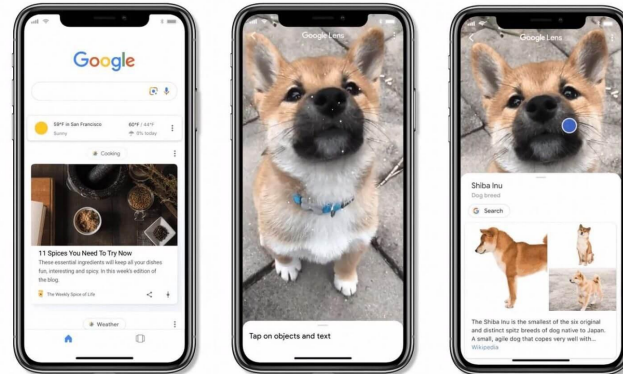 Google
59°F in San Francisco
Sunny
60°F / 44°F
0% today
Cooking
11 Spices You Need To Try Now
These essential ingredients will keep all your dishes
fun, interesting and spicy. In this week's edition of
the blog.
The Weekly Spice of Life
Weather
Google Lens
Tap on objects and text
Google Lens
Shiba Inu
Dog breed
G Search
The Shiba Inu is the smallest of the six original
and distinct spitz breeds of dog native to Japan.
A small, agile dog that copes very well with...
Wikipedia